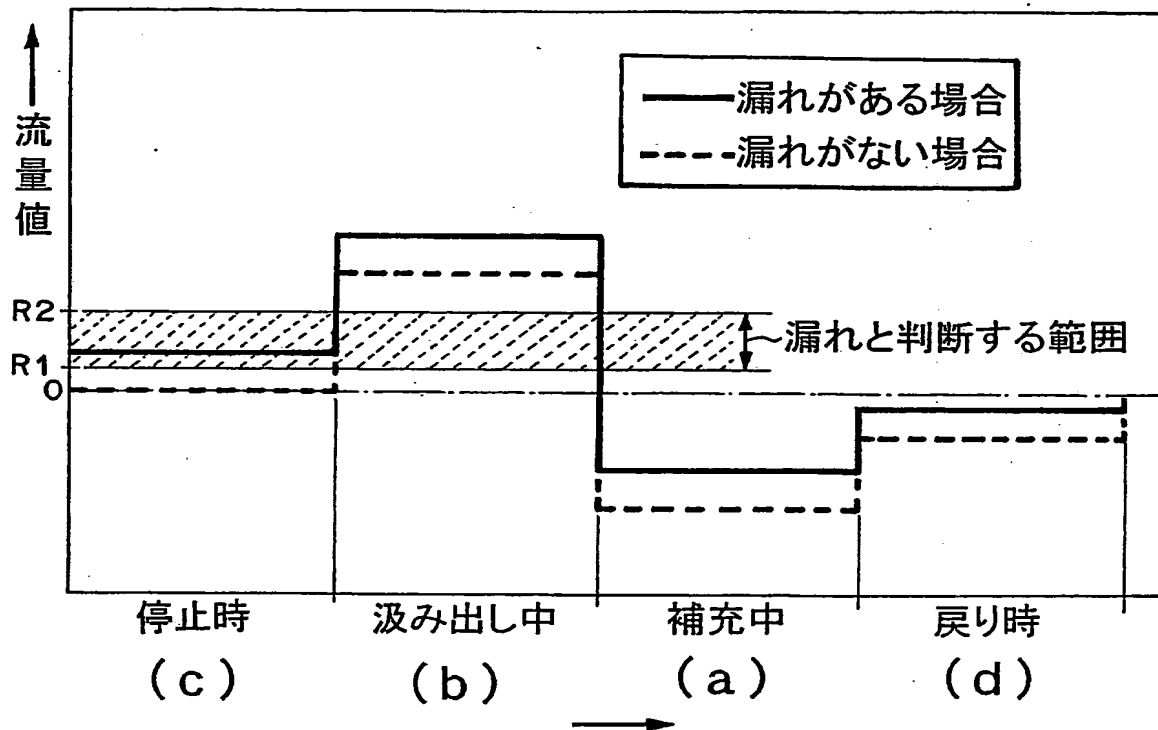 流量値
漏れがある場合
漏れがない場合
R2
R1
0
漏れと判断する範囲
停止時
汲み出し中
補充中
戻り時
(c)
(b)
(a)
(d)